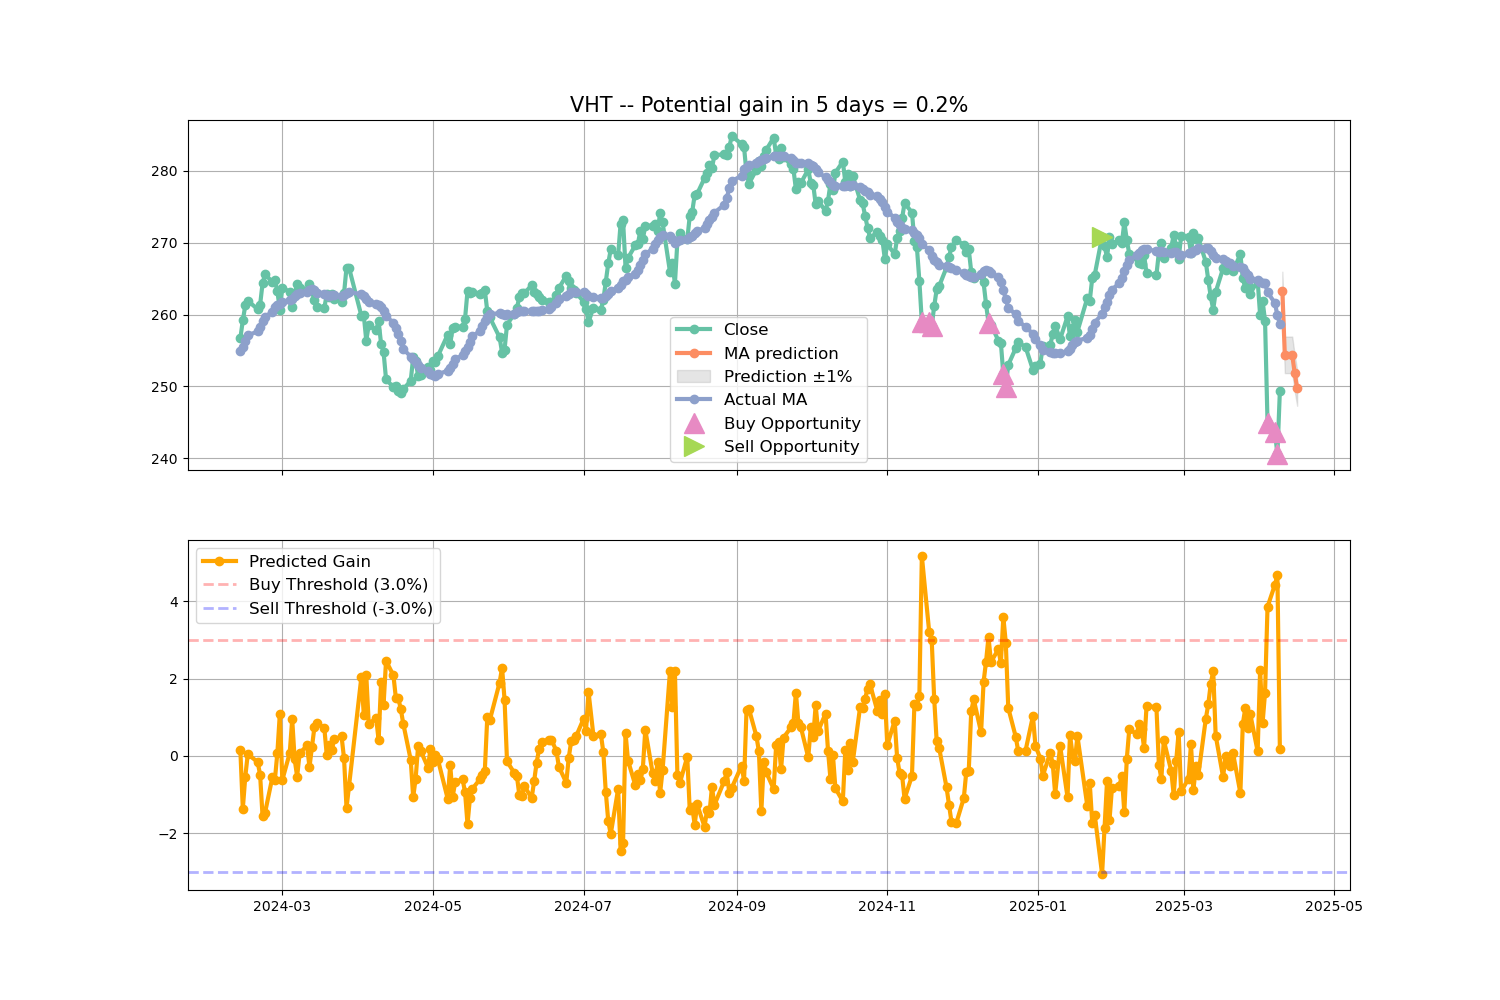 VHT -- Potential gain in 5 days = 0.2%
280
270
260
250
240
Close
MA prediction
Prediction ±1%
Actual MA
Buy Opportunity
Sell Opportunity
Predicted Gain
Buy Threshold (3.0%)
Sell Threshold (-3.0%)
4
2
0
−2
2024-03
2024-05
2024-07
2024-09
2024-11
2025-01
2025-03
2025-05